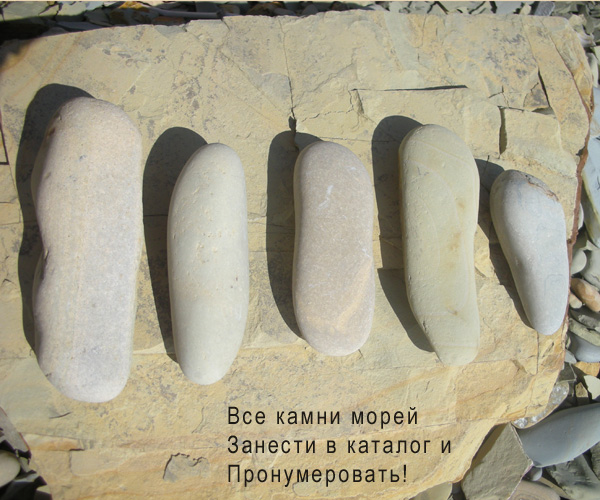 Все камни морей
Занести в каталог и
Пронумеровать!